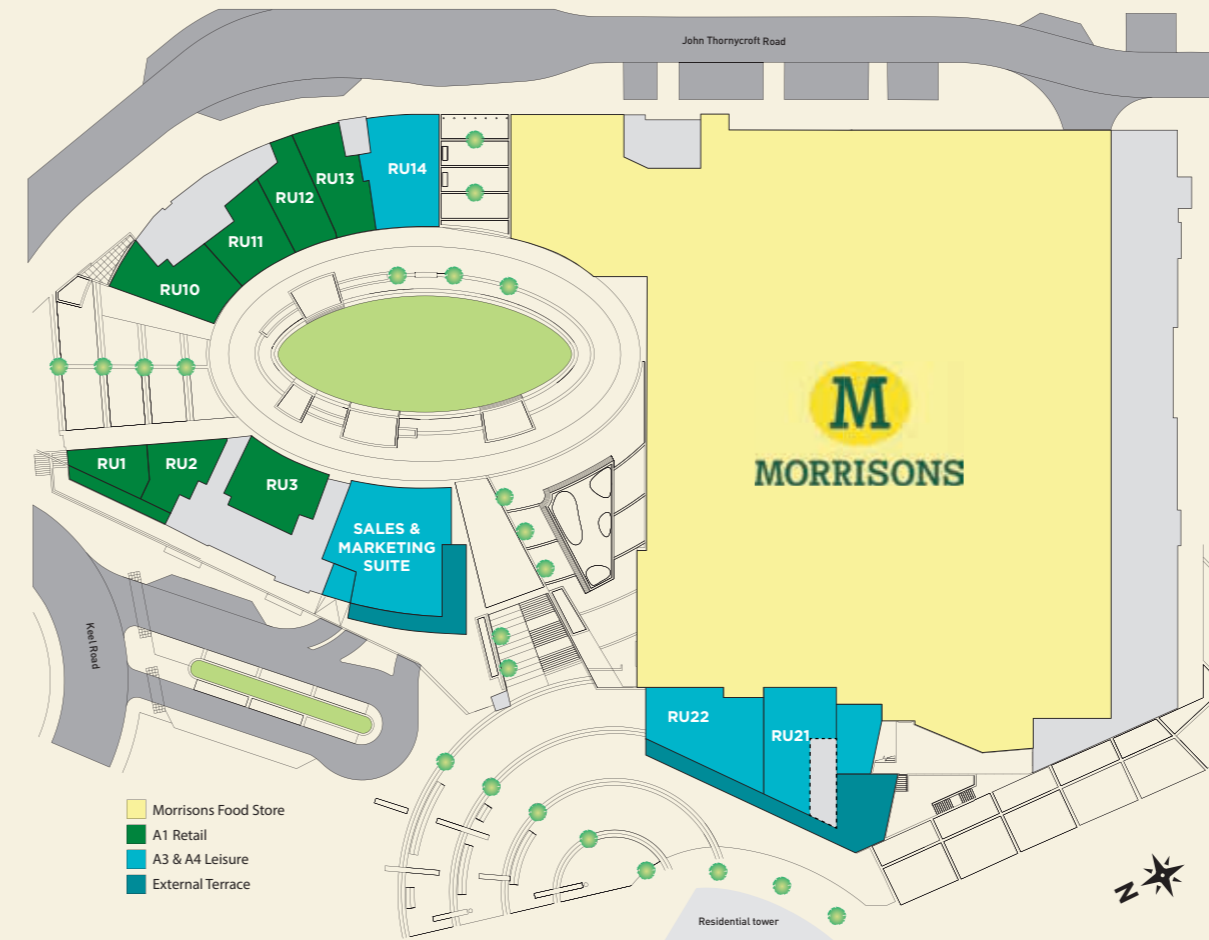 John Thornycroft Road
RU14
RU13
RU12
RU11
RU10
M
MORRISONS
RU1
RU2
RU3
SALES &
MARKETING
SUITE
Keel Road
RU22
RU21
Morrisons Food Store
A1 Retail
A3 & A4 Leisure
External Terrace
N
Residential tower